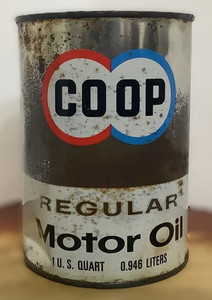 CO OP
REGULAR
Motor Oil
1 U.S. QUART 0.946 LITERS